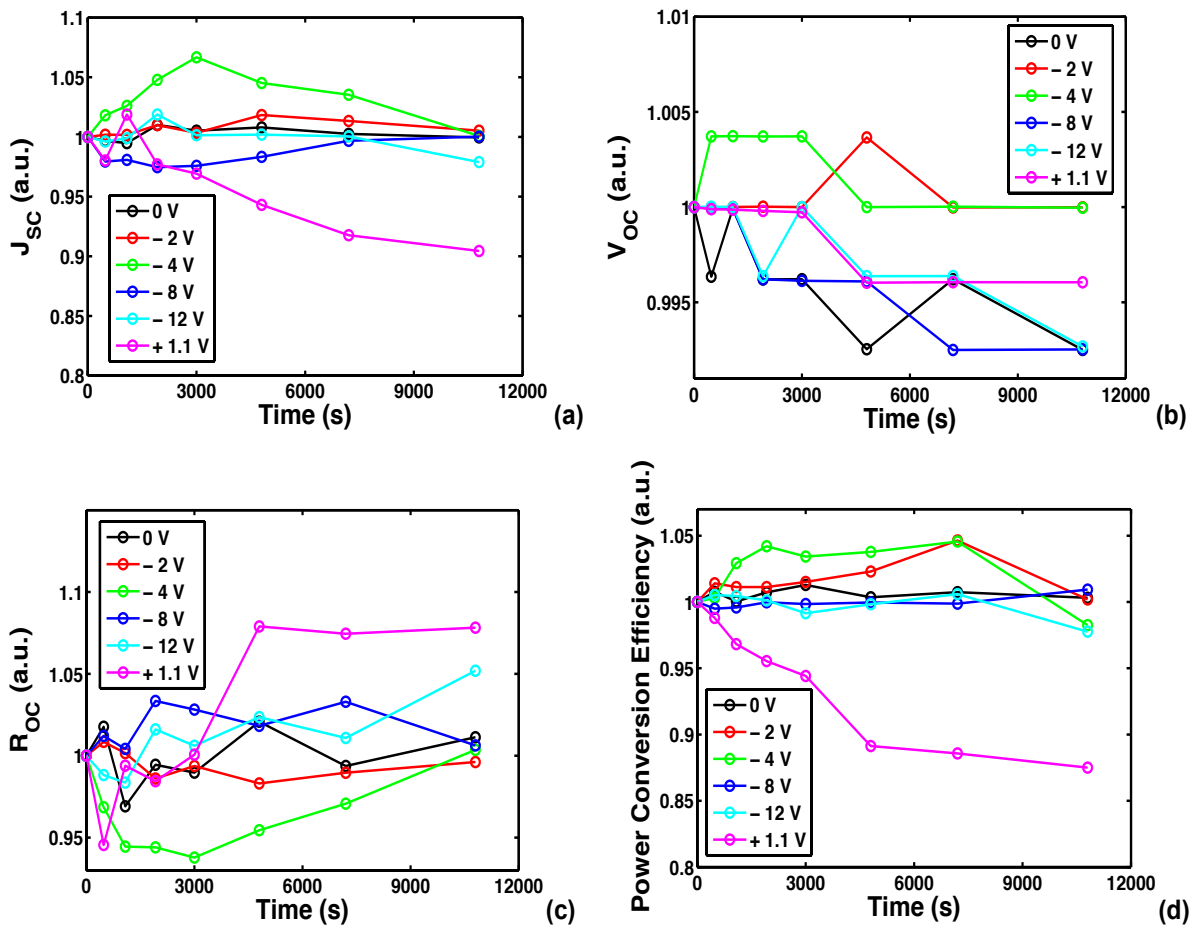 1.1
1.05
1
0.95
0.9
0.85
0.8
J_SC (a.u.)
0 V
– 2 V
– 4 V
– 8 V
– 12 V
+ 1.1 V
0 3000 6000 9000 12000
Time (s)
(a)
1.01
1.005
1
0.995
V_OC (a.u.)
0 V
– 2 V
– 4 V
– 8 V
– 12 V
+ 1.1 V
0 3000 6000 9000 12000
Time (s)
(b)
1.1
1.05
1
0.95
R_OC (a.u.)
0 V
– 2 V
– 4 V
– 8 V
– 12 V
+ 1.1 V
0 3000 6000 9000 12000
Time (s)
(c)
1.05
1
0.95
0.9
0.85
0.8
Power Conversion Efficiency (a.u.)
0 V
– 2 V
– 4 V
– 8 V
– 12 V
+ 1.1 V
0 3000 6000 9000 12000
Time (s)
(d)